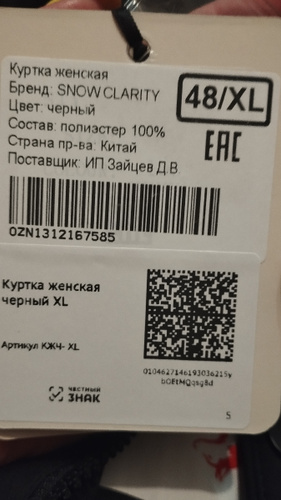 Куртка женская
Бренд: SNOW CLARITY
Цвет: черный
Состав: полиэстер 100%
Страна пр-ва: Китай
Поставщик: ИП Зайцев Д.В
48/XL
EAC
OZN1312167585
Куртка женская
черный XL
Артикул КЖЧ- XL
ЧЕСТНЫЙ
ЗНАК
S